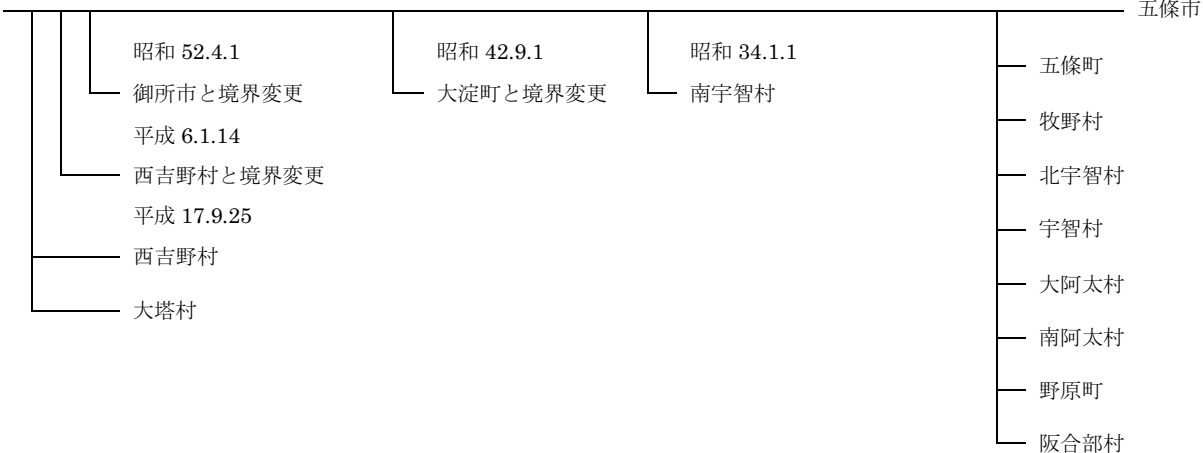 五條市
五條町
牧野村
北宇智村
宇智村
大阿太村
南阿太村
野原町
阪合部村
昭和 34.1.1
南宇智村
昭和 42.9.1
大淀町と境界変更
昭和 52.4.1
御所市と境界変更
平成 6.1.14
西吉野村と境界変更
平成 17.9.25
西吉野村
大塔村